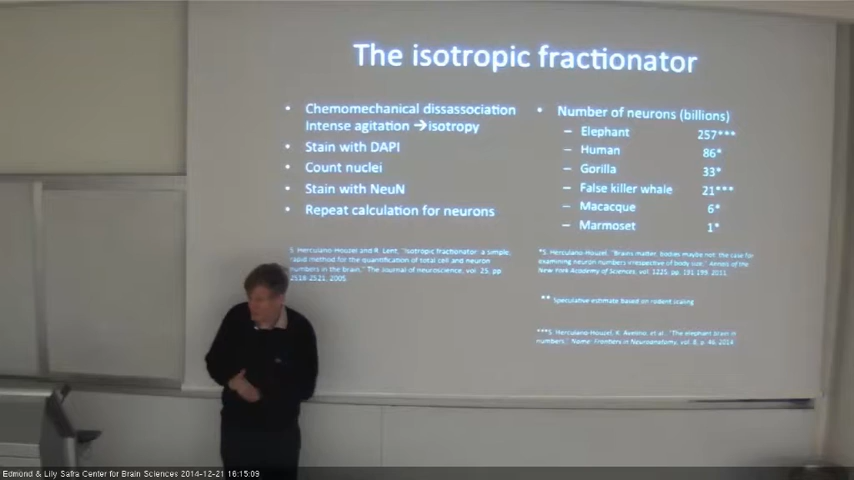 The isotropic fractionator
• Chemomechanical dissassociation
Intense agitation → isotropy
• Stain with DAPI
• Count nuclei
• Stain with NeuN
• Repeat calculation for neurons
S. Herculano-Houzel and R. Lent, "Isotropic fractionator: a simple,
rapid method for the quantification of total cell and neuron
numbers in the brain," The Journal of neuroscience, vol. 25, pp
2518-2521, 2005.
• Number of neurons (billions)
– Elephant 257***
– Human 86*
– Gorilla 33*
– False killer whale 21***
– Macacque 6*
– Marmoset 1*
*S. Herculano-Houzel, "Brains matter, bodies maybe not: the case for
examining neuron numbers irrespective of body size," Annals of the
New York Academy of Sciences, vol. 1225, pp. 191-199, 2011.
** Speculative estimate based on rodent scaling
***S. Herculano-Houzel, K. Avelino, et al., "The elephant brain in
numbers," Name: Frontiers in Neuroanatomy, vol. 8, p. 46, 2014
Edmond & Lily Safra Center for Brain Sciences 2014-12-21 16:15:09